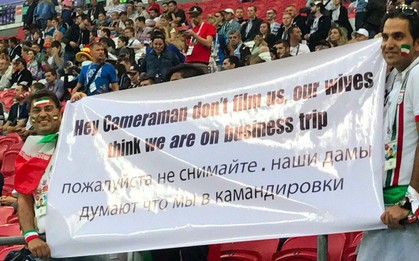 Hey Cameraman don't film us, our wives
think we are on business trip
пожалуйста не снимайте . наши дамы
думают что мы в камандировки